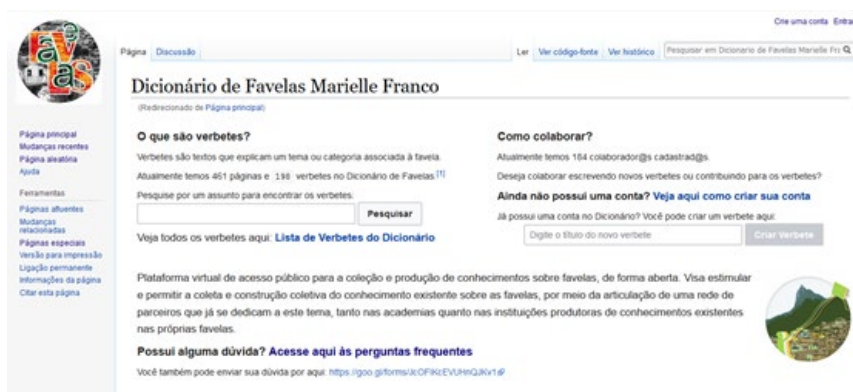 Crie uma conta Entra
Favelas
Página Discussão Ler Ver código-fonte Ver histórico Pesquisar em Dicionário de Favelas Marielle Fra
Dicionário de Favelas Marielle Franco
(Redirecionado de Página principal)
Página principal
Mudanças recentes
Página aleatória
Ajuda
Ferramentas
Páginas afluentes
Mudanças
relacionadas
Páginas especiais
Versão para impressão
Ligação permanente
Informações da página
Citar esta página
O que são verbetes?
Verbetes são textos que explicam um tema ou categoria associada à favela.
Atualmente temos 461 páginas e 198 verbetes no Dicionário de Favelas.[1]
Pesquise por um assunto para encontrar os verbetes:
Pesquisar
Veja todos os verbetes aqui: Lista de Verbetes do Dicionário
Como colaborar?
Atualmente temos 184 colaborador@s cadastrad@s.
Deseja colaborar escrevendo novos verbetes ou contribuindo para os verbetes?
Ainda não possui uma conta? Veja aqui como criar sua conta
Já possui uma conta no Dicionário? Você pode criar um verbete aqui:
Digite o título do novo verbete Criar Verbete
Plataforma virtual de acesso público para a coleção e produção de conhecimentos sobre favelas, de forma aberta. Visa estimular
e permitir a coleta e construção coletiva do conhecimento existente sobre as favelas, por meio da articulação de uma rede de
parceiros que já se dedicam a este tema, tanto nas academias quanto nas instituições produtoras de conhecimentos existentes
nas próprias favelas.
Possui alguma dúvida? Acesse aqui às perguntas frequentes
Você também pode enviar sua dúvida por aqui: